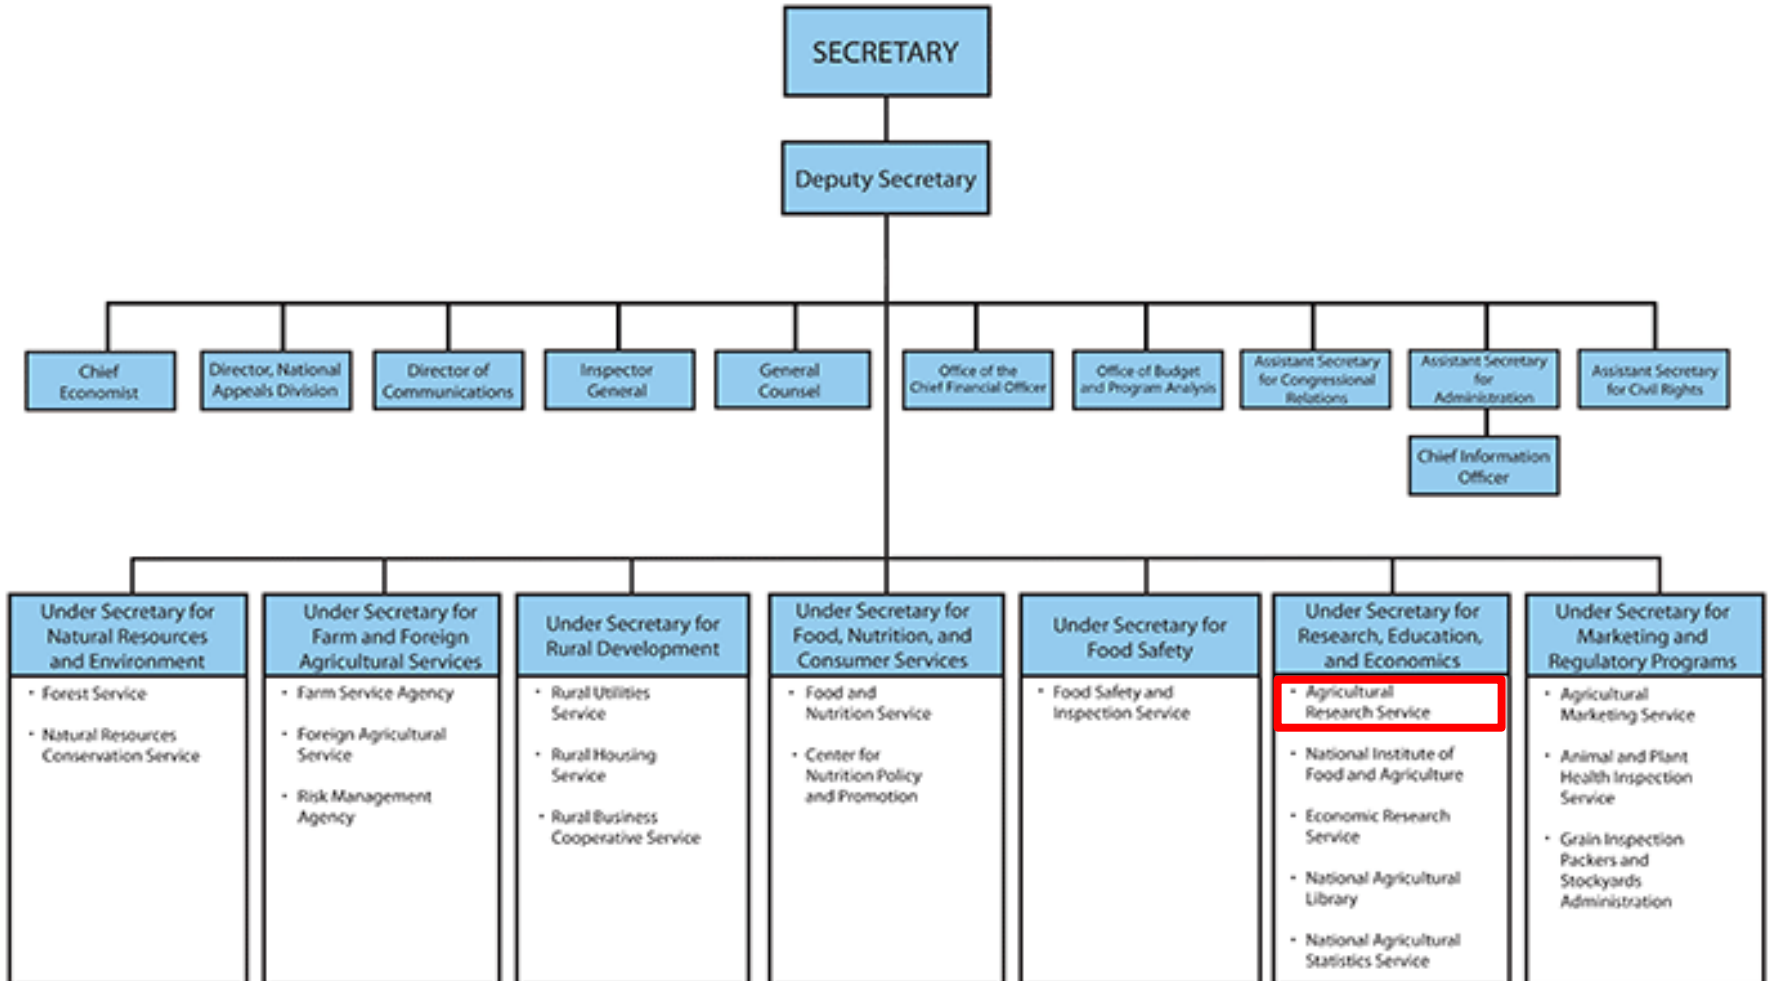 SECRETARY
Deputy Secretary
Chief
Economist
Director, National
Appeals Division
Director of
Communications
Inspector
General
General
Counsel
Office of the
Chief Financial Officer
Office of Budget
and Program Analysis
Assistant Secretary
for Congressional
Relations
Assistant Secretary
for
Administration
Assistant Secretary
for Civil Rights
Chief Information
Officer
Under Secretary for
Natural Resources
and Environment
• Forest Service
• Natural Resources
Conservation Service
Under Secretary for
Farm and Foreign
Agricultural Services
• Farm Service Agency
• Foreign Agricultural
Service
• Risk Management
Agency
Under Secretary for
Rural Development
• Rural Utilities
Service
• Rural Housing
Service
• Rural Business
Cooperative Service
Under Secretary for
Food, Nutrition, and
Consumer Services
• Food and
Nutrition Service
• Center for
Nutrition Policy
and Promotion
Under Secretary for
Food Safety
• Food Safety and
Inspection Service
Under Secretary for
Research, Education,
and Economics
• Agricultural
Research Service
• National Institute of
Food and Agriculture
• Economic Research
Service
• National Agricultural
Library
• National Agricultural
Statistics Service
Under Secretary for
Marketing and
Regulatory Programs
• Agricultural
Marketing Service
• Animal and Plant
Health Inspection
Service
• Grain Inspection
Packers and
Stockyards
Administration